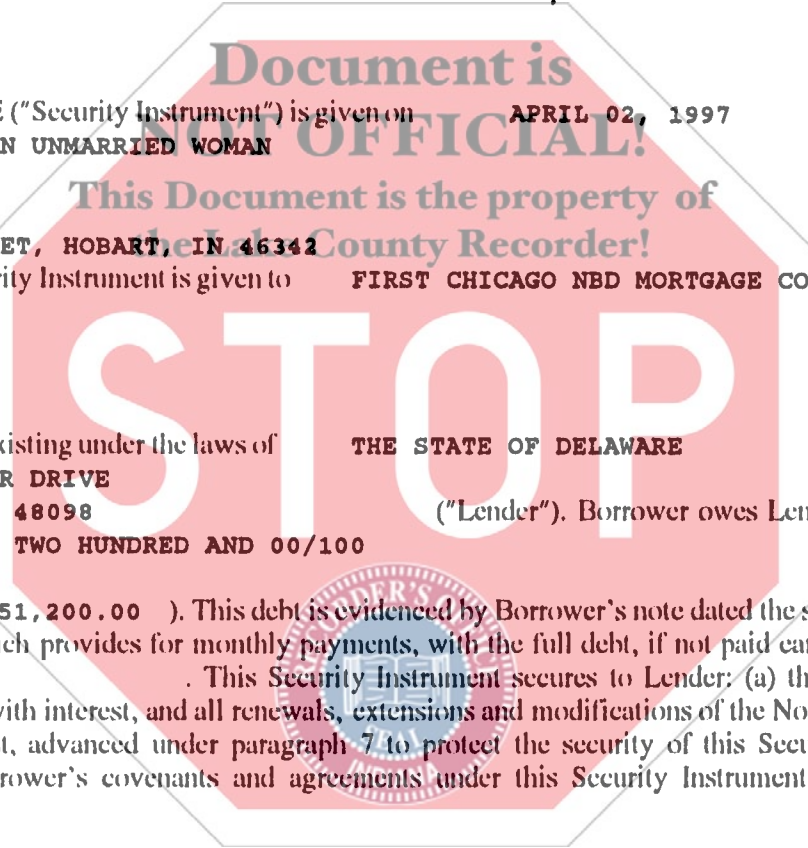 Document is
E ("Security Instrument") is given on APRIL 02, 1997
NOT OFFICIAL!
N UNMARRIED WOMAN
This Document is the property of
ET, HOBART, IN 46342
the Lake County Recorder!
ity Instrument is given to FIRST CHICAGO NBD MORTGAGE CO
STOP
xisting under the laws of THE STATE OF DELAWARE
R DRIVE
48098 ("Lender"). Borrower owes Len
TWO HUNDRED AND 00/100
51,200.00 ). This debt is evidenced by Borrower's note dated the s
ch provides for monthly payments, with the full debt, if not paid ear
. This Security Instrument secures to Lender: (a) th
with interest, and all renewals, extensions and modifications of the No
t, advanced under paragraph 7 to protect the security of this Secu
rower's covenants and agreements under this Security Instrument
RECORDER'S OFFICE
SEAL
INDIANA